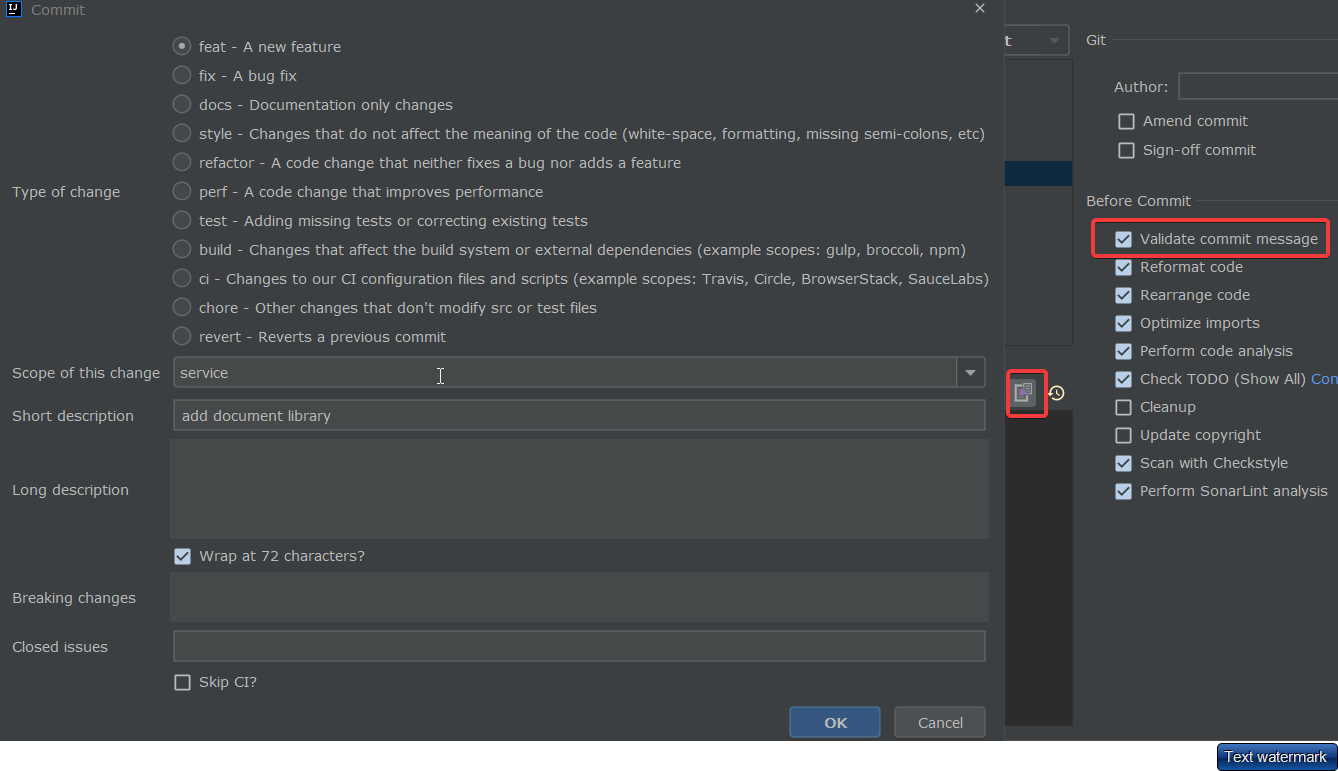 IJ
Commit
feat - A new feature
fix - A bug fix
docs - Documentation only changes
style - Changes that do not affect the meaning of the code (white-space, formatting, missing semi-colons, etc)
refactor - A code change that neither fixes a bug nor adds a feature
Type of change
perf - A code change that improves performance
test - Adding missing tests or correcting existing tests
build - Changes that affect the build system or external dependencies (example scopes: gulp, broccoli, npm)
ci - Changes to our CI configuration files and scripts (example scopes: Travis, Circle, BrowserStack, SauceLabs)
chore - Other changes that don't modify src or test files
revert - Reverts a previous commit
Scope of this change
service
Short description
add document library
Long description
Wrap at 72 characters?
Breaking changes
Closed issues
Skip CI?
OK
Cancel
t
Git
Author:
Amend commit
Sign-off commit
Before Commit
Validate commit message
Reformat code
Rearrange code
Optimize imports
Perform code analysis
Check TODO (Show All) Con
Cleanup
Update copyright
Scan with Checkstyle
Perform SonarLint analysis
Text watermark